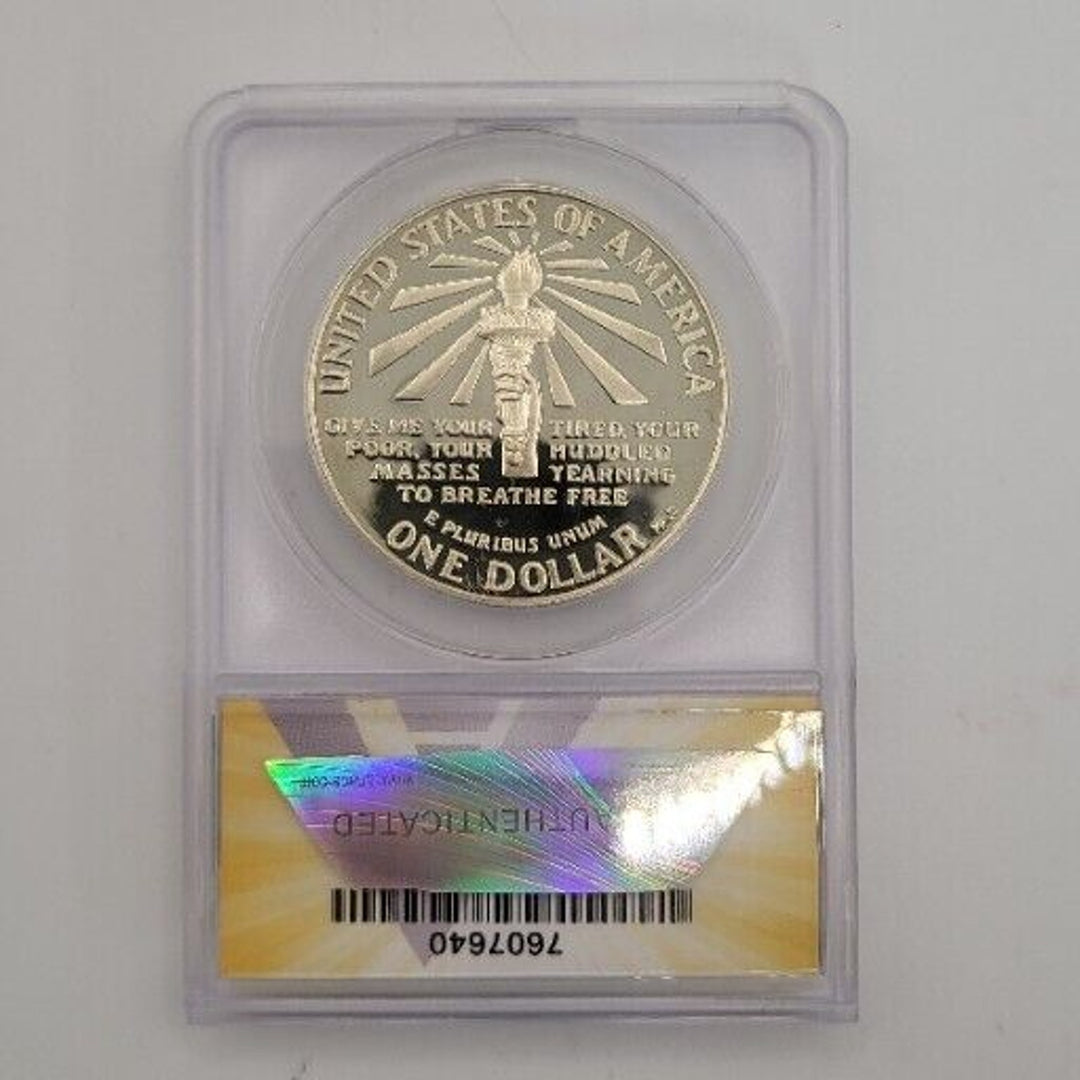 UNITED STATES OF AMERICA
GIVE ME YOUR TIRED, YOUR
POOR, YOUR HUDDLED
MASSES YEARNING
TO BREATHE FREE
E PLURIBUS UNUM
ONE DOLLAR
AUTHENTICATED
7607640